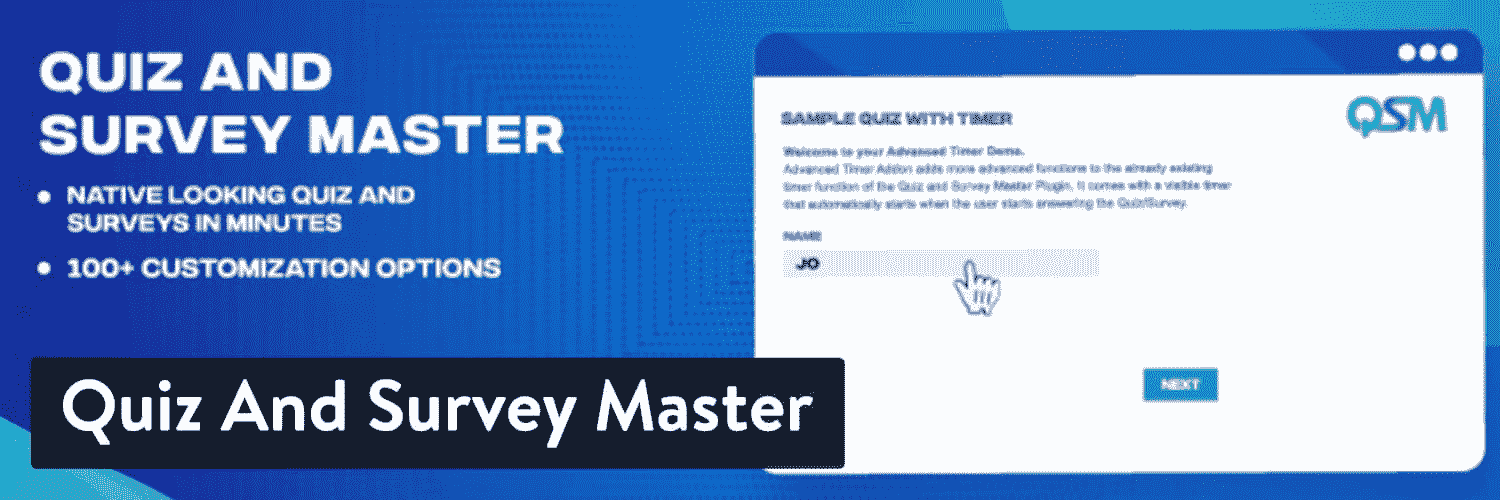 QUIZ AND
SURVEY MASTER
NATIVE LOOKING QUIZ AND
SURVEYS IN MINUTES
100+ CUSTOMIZATION OPTIONS
Quiz And Survey Master
QSM
SAMPLE QUIZ WITH TIMER
Welcome to your Advanced Timer Demo.
Advanced Timer Addon adds more advanced functions to the already existing
timer function of the Quiz and Survey Master Plugin. It comes with a visible timer
that automatically starts when the user starts answering the Quiz/Survey.
NAME
JO
NEXT